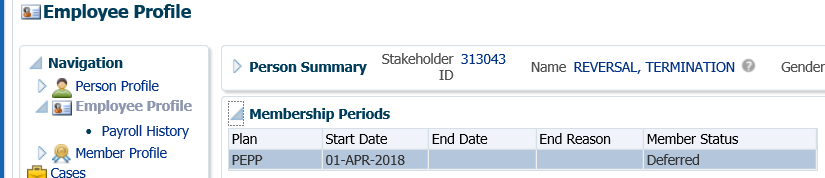 Employee Profile
Navigation
Person Profile
Employee Profile
Payroll History
Member Profile
Cases
Person Summary Stakeholder ID 313043 Name REVERSAL, TERMINATION Gender
Membership Periods
Plan Start Date End Date End Reason Member Status
PEPP 01-APR-2018 Deferred